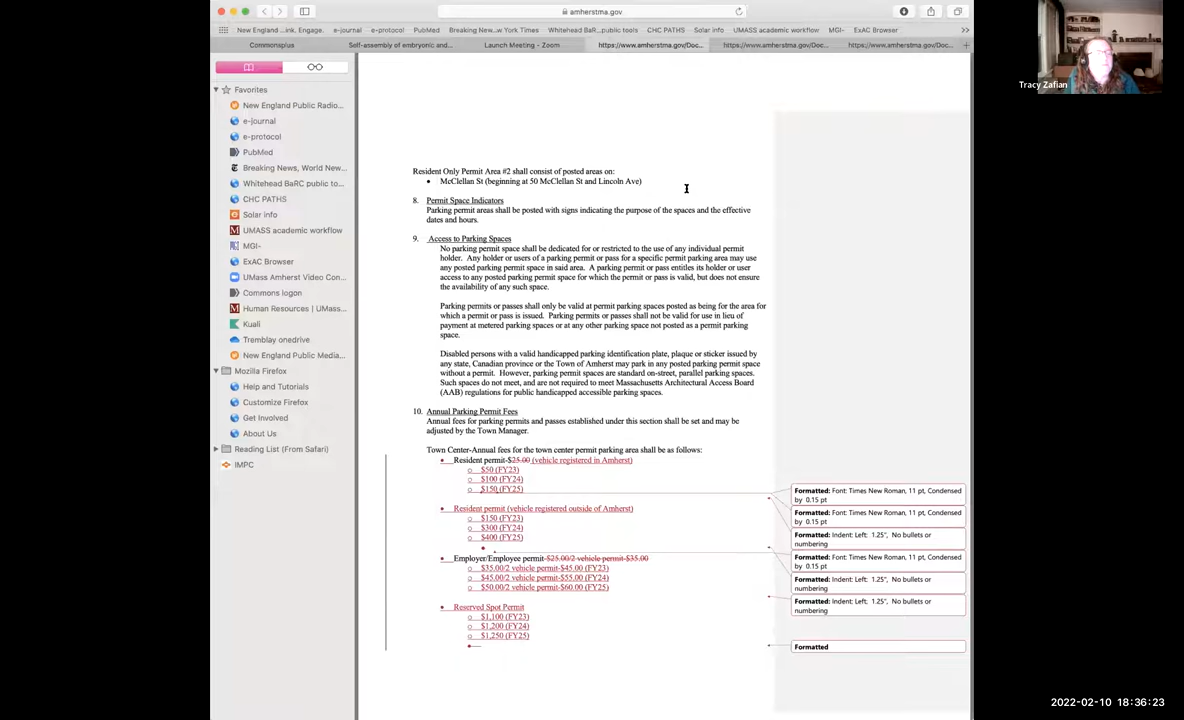 amherstma.gov
New England ...ink. Engage.
e-journal
e-protocol
PubMed
Breaking New...w York Times
Whitehead BaR...public tools
CHC PATHS
Solar info
UMASS academic workflow
MGI-
ExAC Browser
Commonsplus
Self-assembly of embryonic and...
Launch Meeting - Zoom
https://www.amherstma.gov/Doc...
https://www.amherstma.gov/Doc...
https://www.amherstma.gov/Doc...
Tracy Zafian
Favorites
New England Public Radio...
e-journal
e-protocol
PubMed
Breaking News, World New...
Whitehead BaRC public to...
CHC PATHS
Solar info
UMASS academic workflow
MGI-
ExAC Browser
UMass Amherst Video Con...
Commons logon
Human Resources | UMass...
Kuali
Tremblay onedrive
New England Public Media...
Mozilla Firefox
Help and Tutorials
Customize Firefox
Get Involved
About Us
Reading List (From Safari)
IMPC
Resident Only Permit Area #2 shall consist of posted areas on:
• McClellan St (beginning at 50 McClellan St and Lincoln Ave)
8. Permit Space Indicators
Parking permit areas shall be posted with signs indicating the purpose of the spaces and the effective
dates and hours.
9. Access to Parking Spaces
No parking permit space shall be dedicated for or restricted to the use of any individual permit
holder. Any holder or users of a parking permit or pass for a specific permit parking area may use
any posted parking permit space in said area. A parking permit or pass entitles its holder or user
access to any posted parking permit space for which the permit or pass is valid, but does not ensure
the availability of any such space.
Parking permits or passes shall only be valid at permit parking spaces posted as being for the area for
which a permit or pass is issued. Parking permits or passes shall not be valid for use in lieu of
payment at metered parking spaces or at any other parking space not posted as a permit parking
space.
Disabled persons with a valid handicapped parking identification plate, plaque or sticker issued by
any state, Canadian province or the Town of Amherst may park in any posted parking permit space
without a permit. However, parking permit spaces are standard on-street, parallel parking spaces.
Such spaces do not meet, and are not required to meet Massachusetts Architectural Access Board
(AAB) regulations for public handicapped accessible parking spaces.
10. Annual Parking Permit Fees
Annual fees for parking permits and passes established under this section shall be set and may be
adjusted by the Town Manager.
Town Center-Annual fees for the town center permit parking area shall be as follows:
• Resident permit-$25.00 (vehicle registered in Amherst)
o $50 (FY23)
o $100 (FY24)
o $150 (FY25)
• Resident permit (vehicle registered outside of Amherst)
o $150 (FY23)
o $300 (FY24)
o $400 (FY25)
•
• Employer/Employee permit-$25.00/2 vehicle permit-$35.00
o $35.00/2 vehicle permit-$45.00 (FY23)
o $45.00/2 vehicle permit-$55.00 (FY24)
o $50.00/2 vehicle permit-$60.00 (FY25)
• Reserved Spot Permit
o $1,100 (FY23)
o $1,200 (FY24)
o $1,250 (FY25)
•
Formatted: Font: Times New Roman, 11 pt, Condensed
by 0.15 pt
Formatted: Font: Times New Roman, 11 pt, Condensed
by 0.15 pt
Formatted: Indent: Left: 1.25", No bullets or
numbering
Formatted: Font: Times New Roman, 11 pt, Condensed
by 0.15 pt
Formatted: Indent: Left: 1.25", No bullets or
numbering
Formatted: Indent: Left: 1.25", No bullets or
numbering
Formatted
2022-02-10 18:36:23